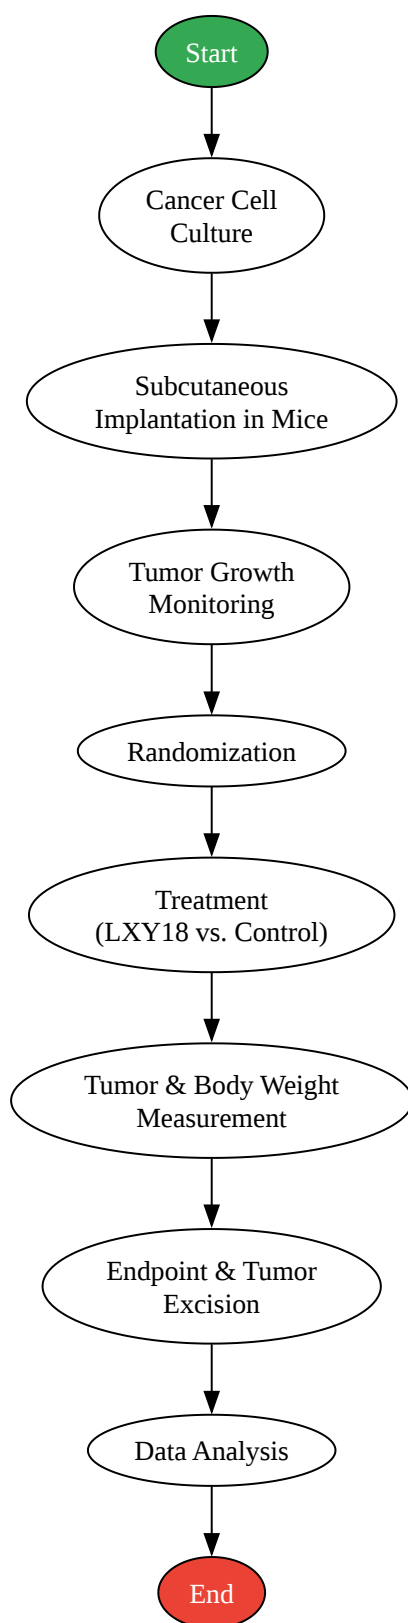 Start
Cancer Cell
Culture
Subcutaneous
Implantation in Mice
Tumor Growth
Monitoring
Randomization
Treatment
(LXY18 vs. Control)
Tumor & Body Weight
Measurement
Endpoint & Tumor
Excision
Data Analysis
End